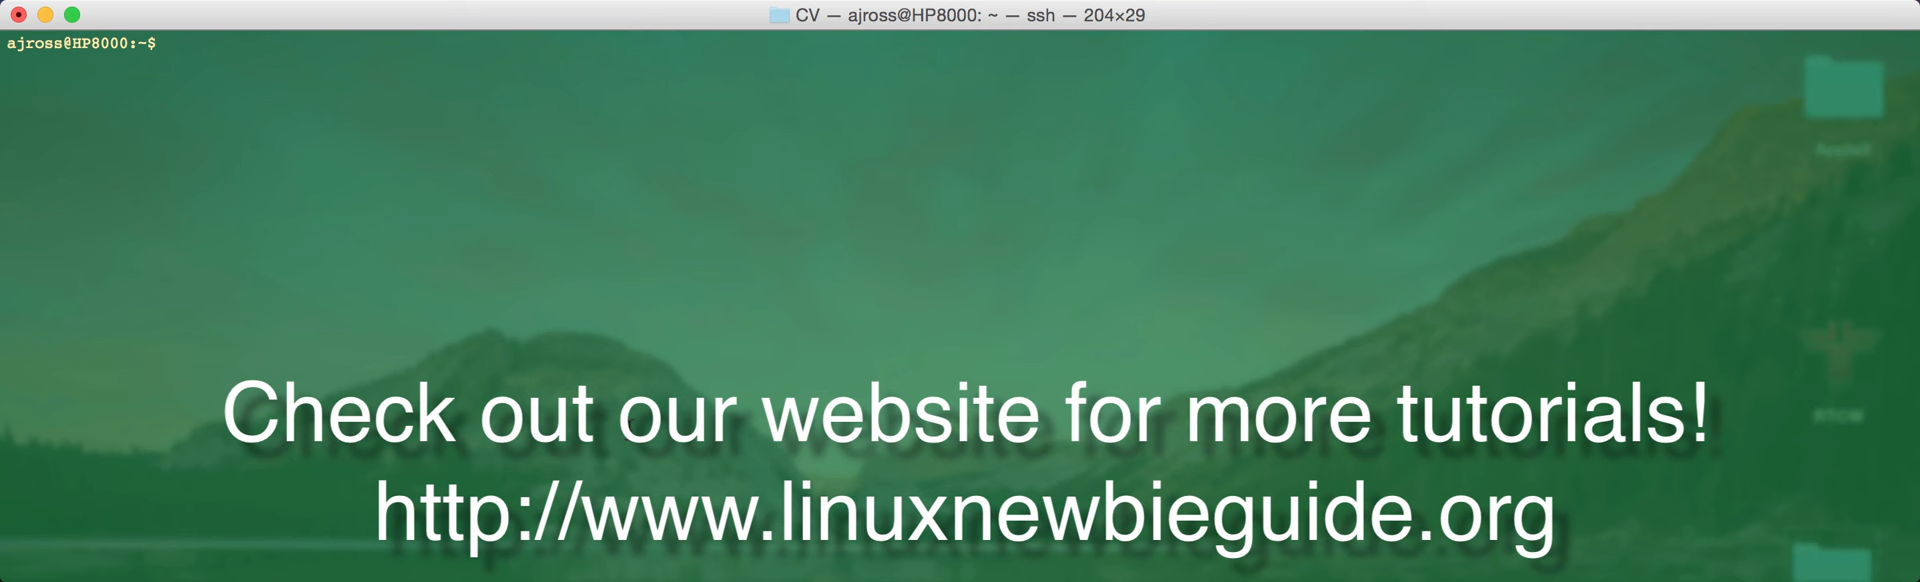 CV — ajross@HP8000: ~ — ssh — 204×29
ajross@HP8000:~$
RTCW
Check out our website for more tutorials!
http://www.linuxnewbieguide.org